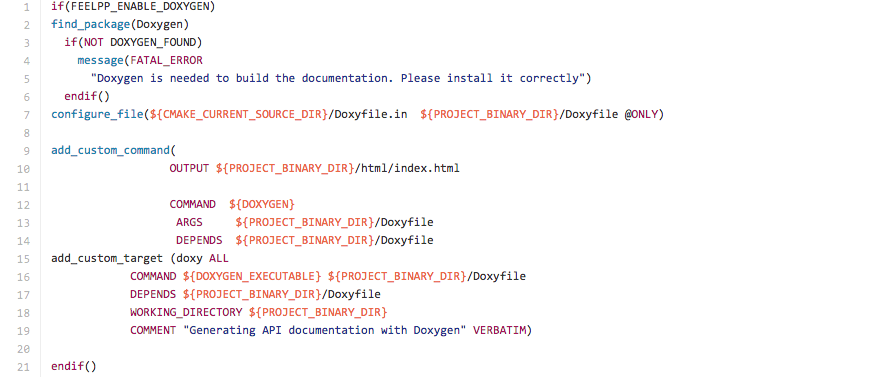 1 if(FEELPP_ENABLE_DOXYGEN)
2 find_package(Doxygen)
3 if(NOT DOXYGEN_FOUND)
4 message(FATAL_ERROR
5 "Doxygen is needed to build the documentation. Please install it correctly")
6 endif()
7 configure_file(${CMAKE_CURRENT_SOURCE_DIR}/Doxyfile.in ${PROJECT_BINARY_DIR}/Doxyfile @ONLY)
8
9 add_custom_command(
10 OUTPUT ${PROJECT_BINARY_DIR}/html/index.html
11
12 COMMAND ${DOXYGEN}
13 ARGS ${PROJECT_BINARY_DIR}/Doxyfile
14 DEPENDS ${PROJECT_BINARY_DIR}/Doxyfile
15 add_custom_target (doxy ALL
16 COMMAND ${DOXYGEN_EXECUTABLE} ${PROJECT_BINARY_DIR}/Doxyfile
17 DEPENDS ${PROJECT_BINARY_DIR}/Doxyfile
18 WORKING_DIRECTORY ${PROJECT_BINARY_DIR}
19 COMMENT "Generating API documentation with Doxygen" VERBATIM)
20
21 endif()